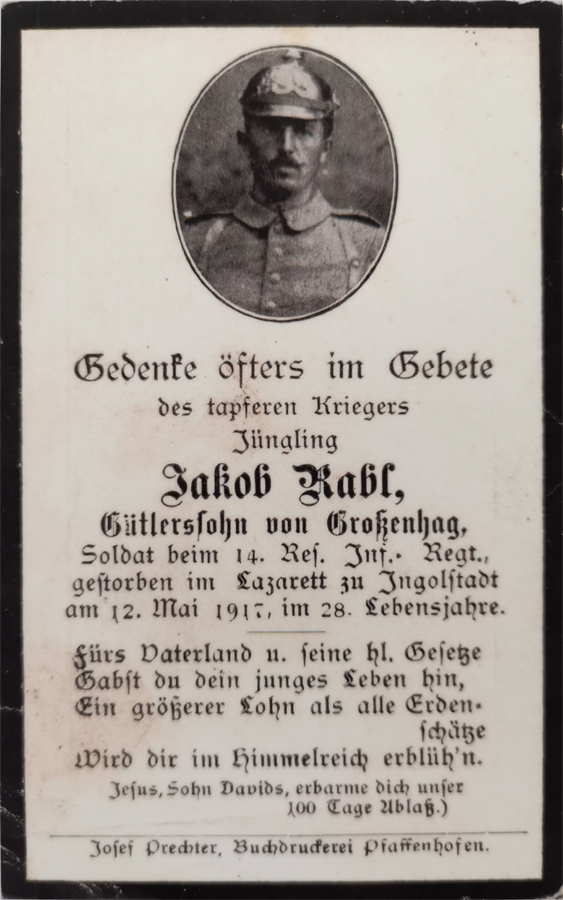 Gedenke öfters im Gebete
des tapferen Kriegers
Jüngling
Jakob Rabl,
Gütlerssohn von Großenhag,
Soldat beim 14. Res. Inf.- Regt.,
gestorben im Lazarett zu Ingolstadt
am 12. Mai 1917, im 28. Lebensjahre.
Fürs Vaterland u. seine hl. Gesetze
Gabst du dein junges Leben hin,
Ein größerer Lohn als alle Erden-
schätze
Wird dir im Himmelreich erblüh'n.
Jesus, Sohn Davids, erbarme dich unser
100 Tage Ablaß.)
Josef Prechter, Buchdruckerei Pfaffenhofen.